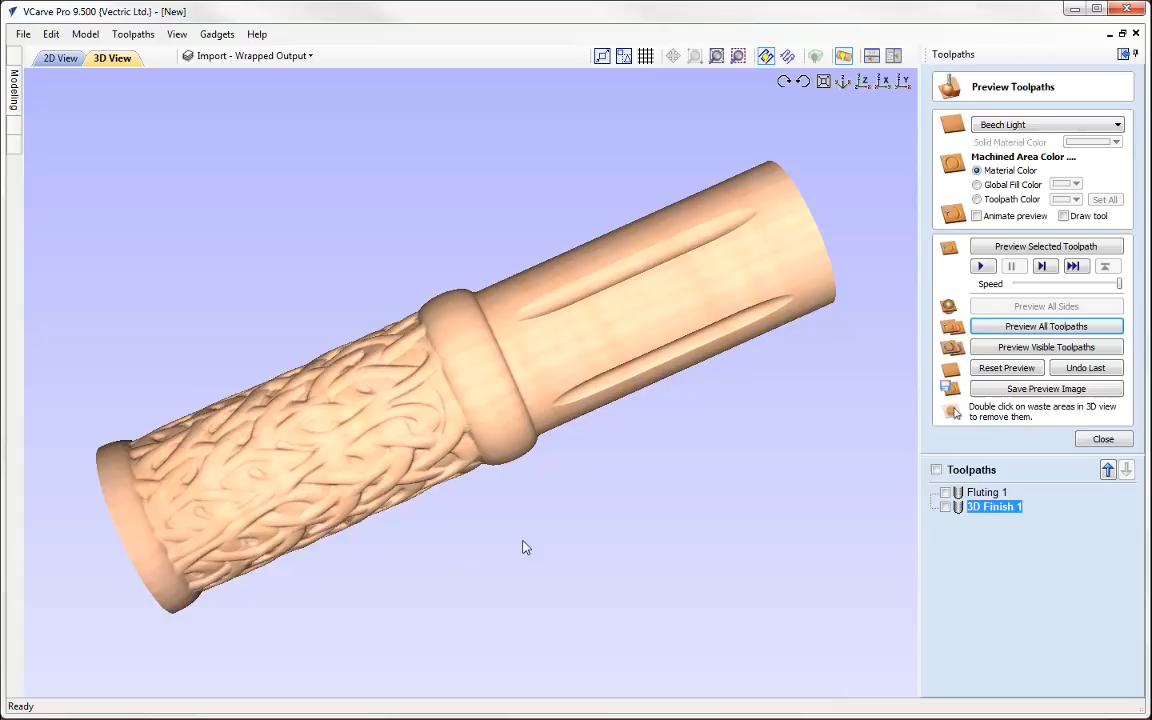 VCarve Pro 9.500 {Vectric Ltd.} - [New]
File Edit Model Toolpaths View Gadgets Help
2D View 3D View Import - Wrapped Output
Modeling
Z X Y
Toolpaths
Preview Toolpaths
Beech Light
Solid Material Color
Machined Area Color ....
Material Color
Global Fill Color
Toolpath Color Set All
Animate preview Draw tool
Preview Selected Toolpath
Speed
Preview All Sides
Preview All Toolpaths
Preview Visible Toolpaths
Reset Preview Undo Last
Save Preview Image
Double click on waste areas in 3D view
to remove them.
Close
Toolpaths
Fluting 1
3D Finish 1
Ready